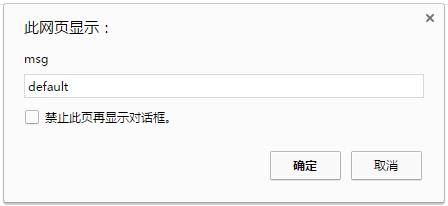 此网页显示：
msg
default
禁止此页再显示对话框。
确定
取消